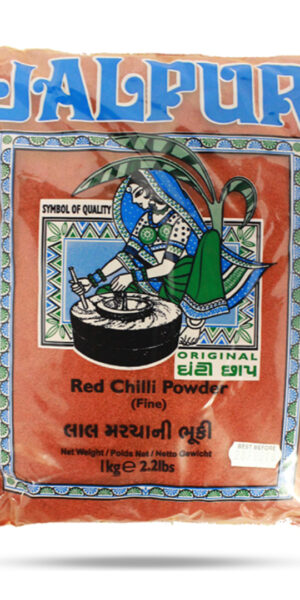 JALPUR
SYMBOL OF QUALITY
ORIGINAL
ઘંટી છાપ
Red Chilli Powder
(Fine)
લાલ મરચાની ભૂકી
Net Weight / Poids Net / Netto Gewicht
1kg ℮ 2.2lbs
BEST BEFORE